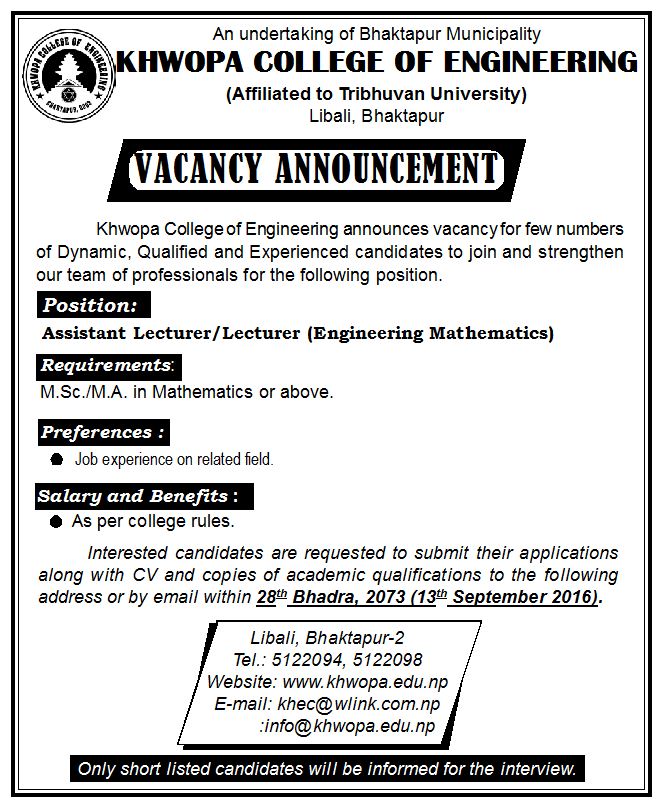 An undertaking of Bhaktapur Municipality
KHWOPA COLLEGE OF ENGINEERING
KHWOPA COLLEGE OF ENGINEERING
(Affiliated to Tribhuvan University)
Libali, Bhaktapur
VACANCY ANNOUNCEMENT
Khwopa College of Engineering announces vacancy for few numbers
of Dynamic, Qualified and Experienced candidates to join and strengthen
our team of professionals for the following position.
Position:
Assistant Lecturer/Lecturer (Engineering Mathematics)
Requirements:
M.Sc./M.A. in Mathematics or above.
Preferences :
● Job experience on related field.
Salary and Benefits :
● As per college rules.
Interested candidates are requested to submit their applications
along with CV and copies of academic qualifications to the following
address or by email within 28th Bhadra, 2073 (13th September 2016).
Libali, Bhaktapur-2
Tel.: 5122094, 5122098
Website: www.khwopa.edu.np
E-mail: khec@wlink.com.np
:info@khwopa.edu.np
Only short listed candidates will be informed for the interview.